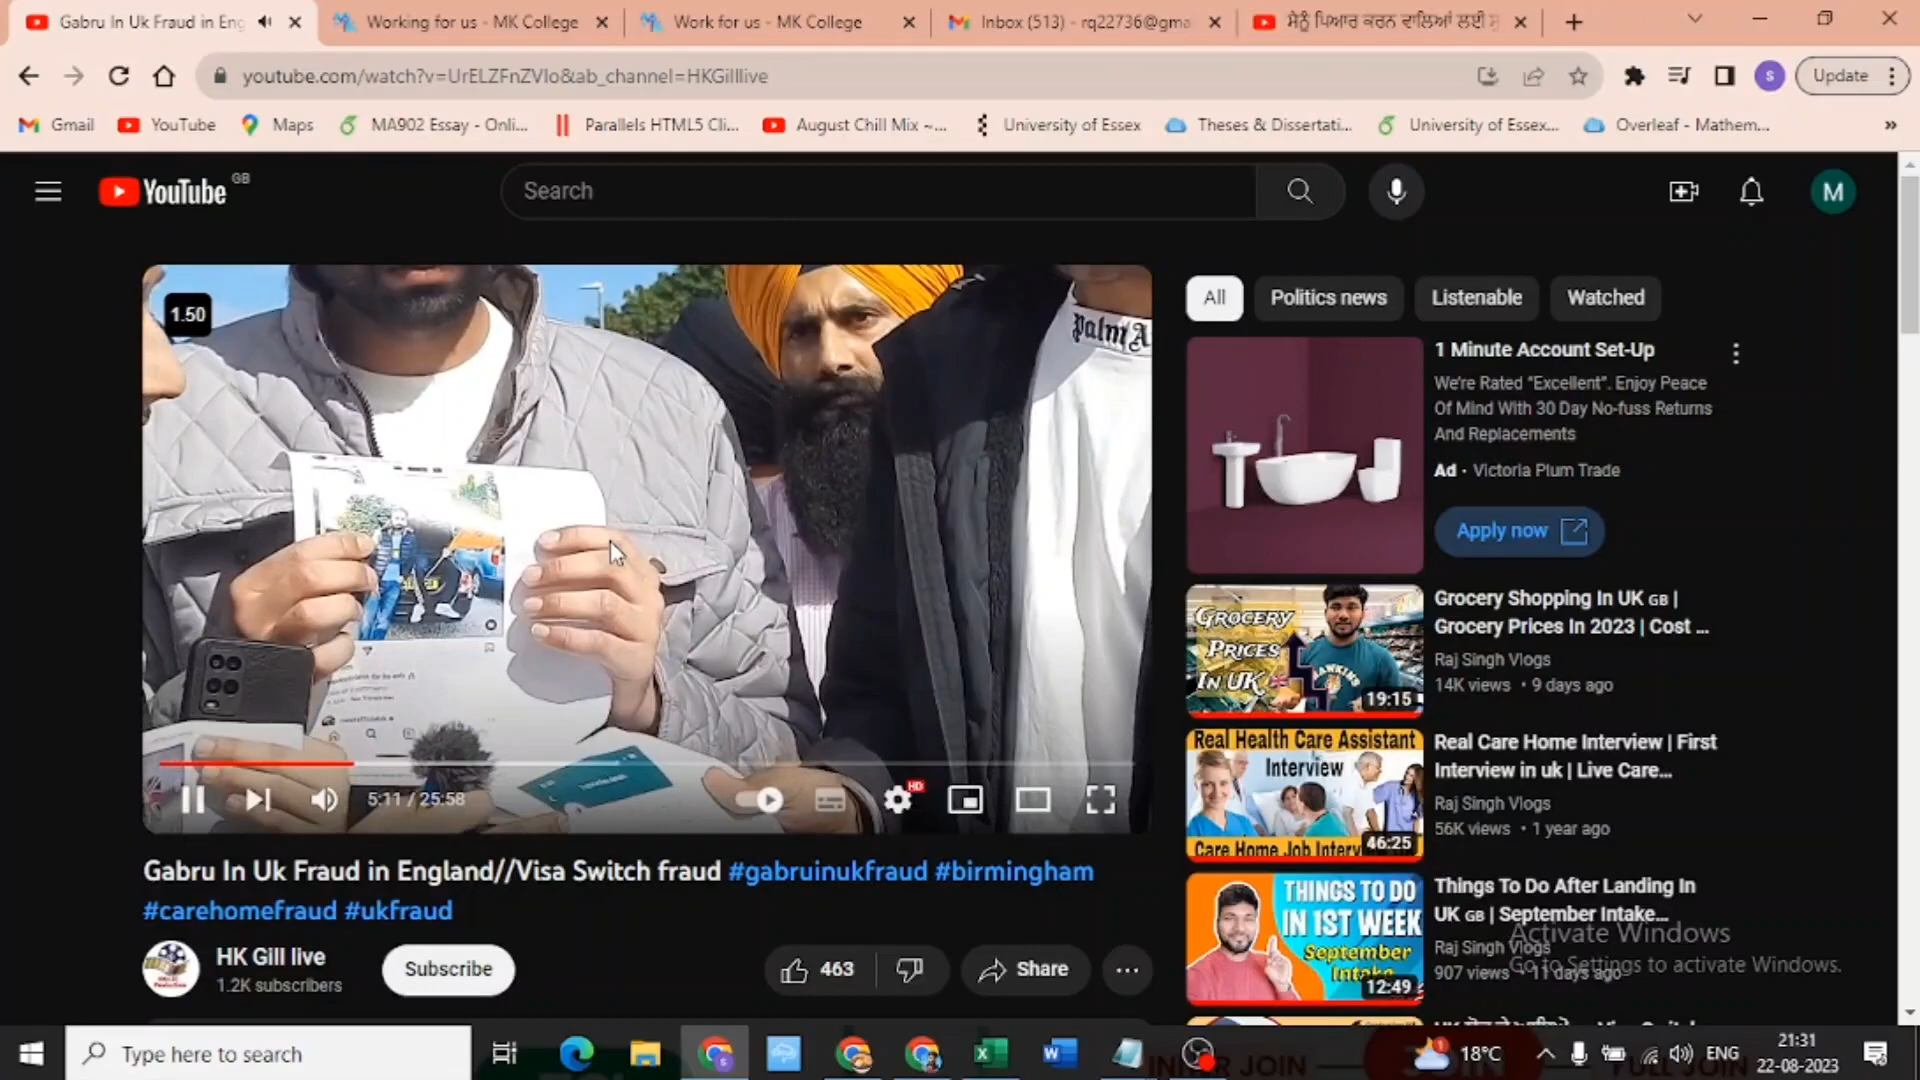 Gabru In Uk Fraud in Eng
Working for us - MK College
Work for us - MK College
Inbox (513) - rq22736@gma
ਮੈਨੂੰ ਪਿਆਰ ਕਰਨ ਵਾਲਿਆਂ ਲਈ
youtube.com/watch?v=UrELZFnZVIo&ab_channel=HKGilllive
S
Update
Gmail
YouTube
Maps
MA902 Essay - Onli...
Parallels HTML5 Cli...
August Chill Mix ~...
University of Essex
Theses & Dissertati...
University of Essex...
Overleaf - Mathem...
»
YouTube GB
Search
M
1.50
Palm A
5:11 / 25:58
HD
All
Politics news
Listenable
Watched
1 Minute Account Set-Up
We're Rated "Excellent". Enjoy Peace
Of Mind With 30 Day No-fuss Returns
And Replacements
Ad · Victoria Plum Trade
Apply now
GROCERY
PRICES
IN UK
19:15
Grocery Shopping In UK GB |
Grocery Prices In 2023 | Cost ...
Raj Singh Vlogs
14K views • 9 days ago
Real Health Care Assistant
Interview
Care Home Job Interv
46:25
Real Care Home Interview | First
Interview in uk | Live Care...
Raj Singh Vlogs
56K views • 1 year ago
THINGS TO DO
IN 1ST WEEK
September
Intake
12:49
Things To Do After Landing In
UK GB | September Intake...
Raj Singh Vlogs
907 views • 11 days ago
Activate Windows
Go to Settings to activate Windows.
Gabru In Uk Fraud in England//Visa Switch fraud #gabruinukfraud #birmingham
#carehomefraud #ukfraud
HK Gill live
1.2K subscribers
Subscribe
463
Share
Type here to search
18°C
ENG
21:31
22-08-2023